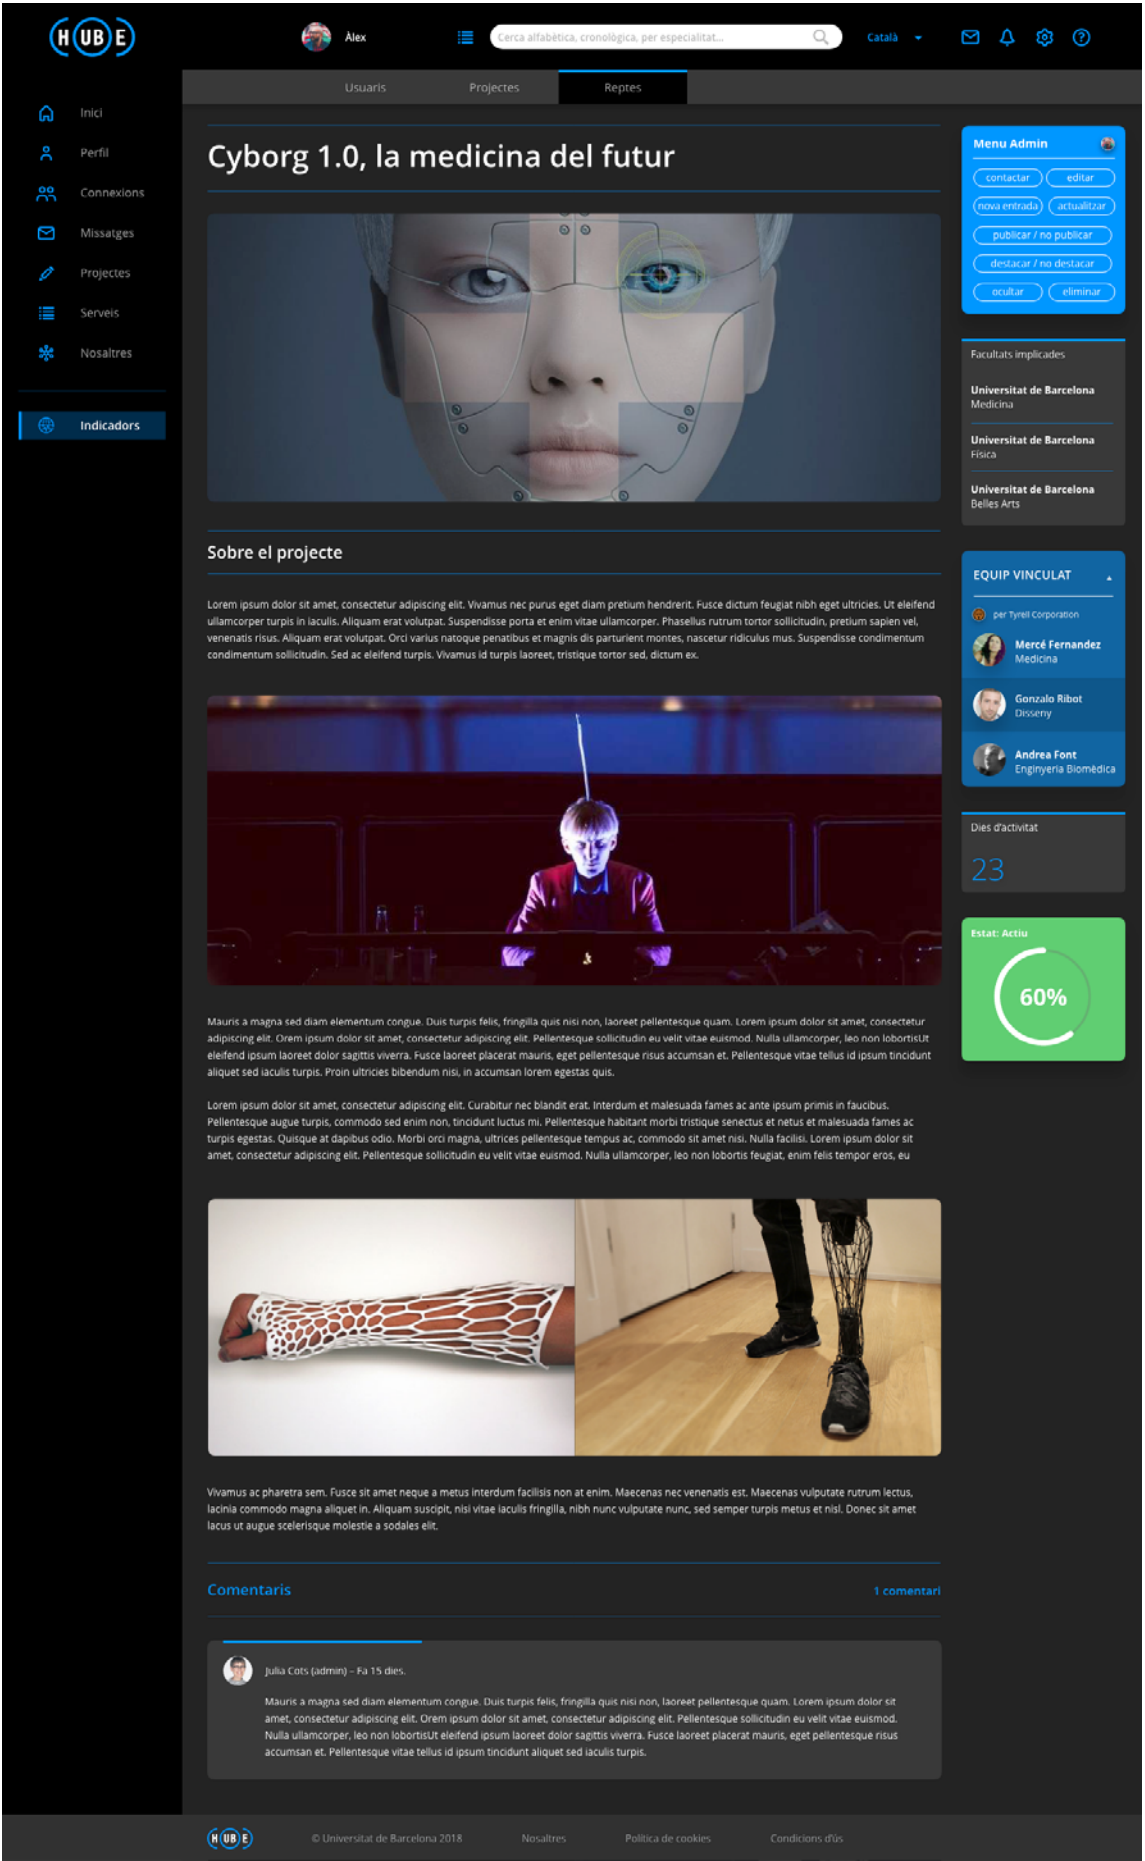 HUBE
Àlex
Cerca alfabètica, cronològica, per especialitat...
Català
Usuaris
Projectes
Reptes
Inici
Perfil
Connexions
Missatges
Projectes
Serveis
Nosaltres
Indicadors
Cyborg 1.0, la medicina del futur
Sobre el projecte
Lorem ipsum dolor sit amet, consectetur adipiscing elit. Vivamus nec purus eget diam pretium hendrerit. Fusce dictum feugiat nibh eget ultricies. Ut eleifend
ullamcorper turpis in iaculis. Aliquam erat volutpat. Suspendisse porta et enim vitae ullamcorper. Phasellus rutrum tortor sollicitudin, pretium sapien vel,
venenatis risus. Aliquam erat volutpat. Orci varius natoque penatibus et magnis dis parturient montes, nascetur ridiculus mus. Suspendisse condimentum
condimentum sollicitudin. Sed ac eleifend turpis. Vivamus id turpis laoreet, tristique tortor sed, dictum ex.
Mauris a magna sed diam elementum congue. Duis turpis felis, fringilla quis nisi non, laoreet pellentesque quam. Lorem ipsum dolor sit amet, consectetur
adipiscing elit. Orem ipsum dolor sit amet, consectetur adipiscing elit. Pellentesque sollicitudin eu velit vitae euismod. Nulla ullamcorper, leo non lobortisUt
eleifend ipsum laoreet dolor sagittis viverra. Fusce laoreet placerat mauris, eget pellentesque risus accumsan et. Pellentesque vitae tellus id ipsum tincidunt
aliquet sed iaculis turpis. Proin ultricies bibendum nisi, in accumsan lorem egestas quis.
Lorem ipsum dolor sit amet, consectetur adipiscing elit. Curabitur nec blandit erat. Interdum et malesuada fames ac ante ipsum primis in faucibus.
Pellentesque augue turpis, commodo sed enim non, tincidunt luctus mi. Pellentesque habitant morbi tristique senectus et netus et malesuada fames ac
turpis egestas. Quisque at dapibus odio. Morbi orci magna, ultrices pellentesque tempus ac, commodo sit amet nisi. Nulla facilisi. Lorem ipsum dolor sit
amet, consectetur adipiscing elit. Pellentesque sollicitudin eu velit vitae euismod. Nulla ullamcorper, leo non lobortis feugiat, enim felis tempor eros, eu
Vivamus ac pharetra sem. Fusce sit amet neque a metus interdum facilisis non at enim. Maecenas nec venenatis est. Maecenas vulputate rutrum lectus,
lacinia commodo magna aliquet in. Aliquam suscipit, nisi vitae iaculis fringilla, nibh nunc vulputate nunc, sed semper turpis metus et nisl. Donec sit amet
lacus ut augue scelerisque molestie a sodales elit.
Comentaris
1 comentari
Julia Cots (admin) – Fa 15 dies.
Mauris a magna sed diam elementum congue. Duis turpis felis, fringilla quis nisi non, laoreet pellentesque quam. Lorem ipsum dolor sit
amet, consectetur adipiscing elit. Orem ipsum dolor sit amet, consectetur adipiscing elit. Pellentesque sollicitudin eu velit vitae euismod.
Nulla ullamcorper, leo non lobortisUt eleifend ipsum laoreet dolor sagittis viverra. Fusce laoreet placerat mauris, eget pellentesque risus
accumsan et. Pellentesque vitae tellus id ipsum tincidunt aliquet sed iaculis turpis.
Menu Admin
contactar
editar
nova entrada
actualitzar
publicar / no publicar
destacar / no destacar
ocultar
eliminar
Facultats implicades
Universitat de Barcelona
Medicina
Universitat de Barcelona
Física
Universitat de Barcelona
Belles Arts
EQUIP VINCULAT
per Tyrell Corporation
Mercé Fernandez
Medicina
Gonzalo Ribot
Disseny
Andrea Font
Enginyeria Biomèdica
Dies d'activitat
23
Estat: Actiu
60%
HUBE
© Universitat de Barcelona 2018
Nosaltres
Política de cookies
Condicions d'ús